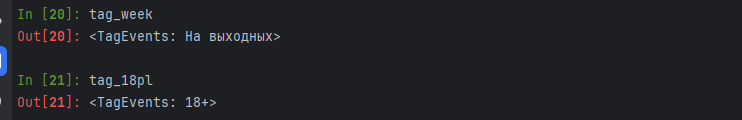 In [20]: tag_week
Out[20]: <TagEvents: На выходных>
In [21]: tag_18pl
Out[21]: <TagEvents: 18+>